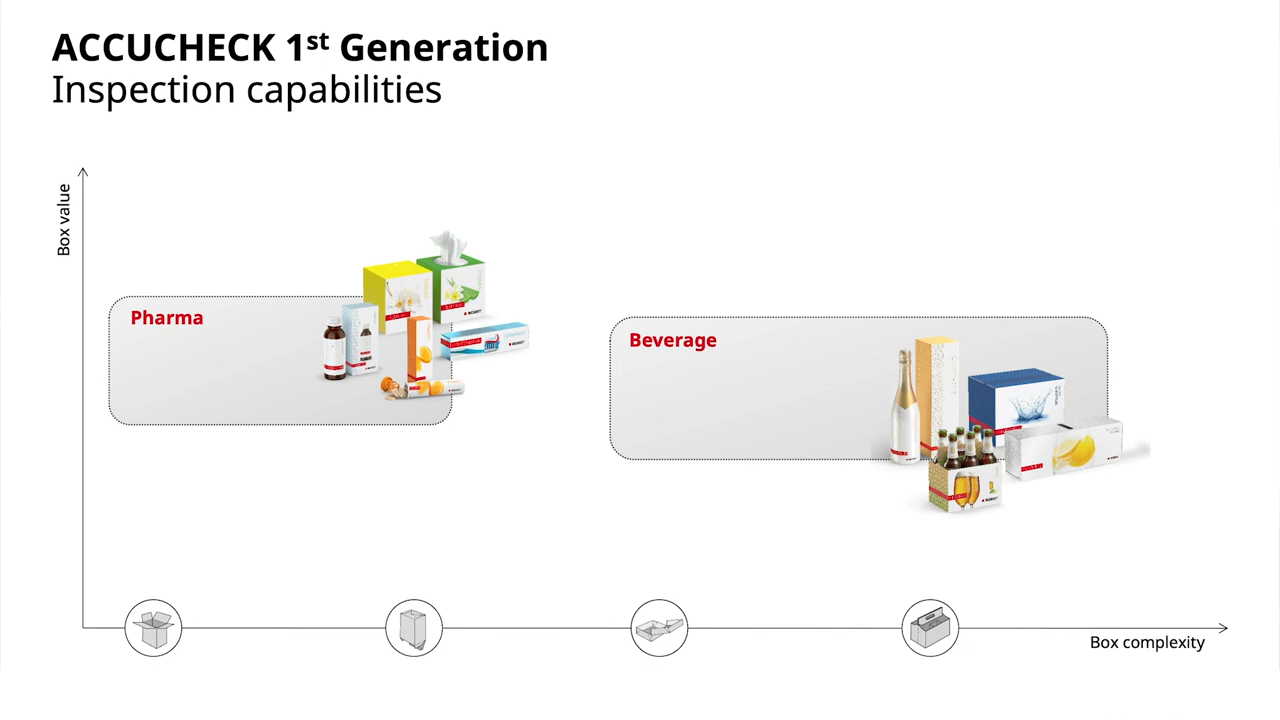 ACCUCHECK 1st Generation
Inspection capabilities
Box value
Pharma
Beverage
Box complexity